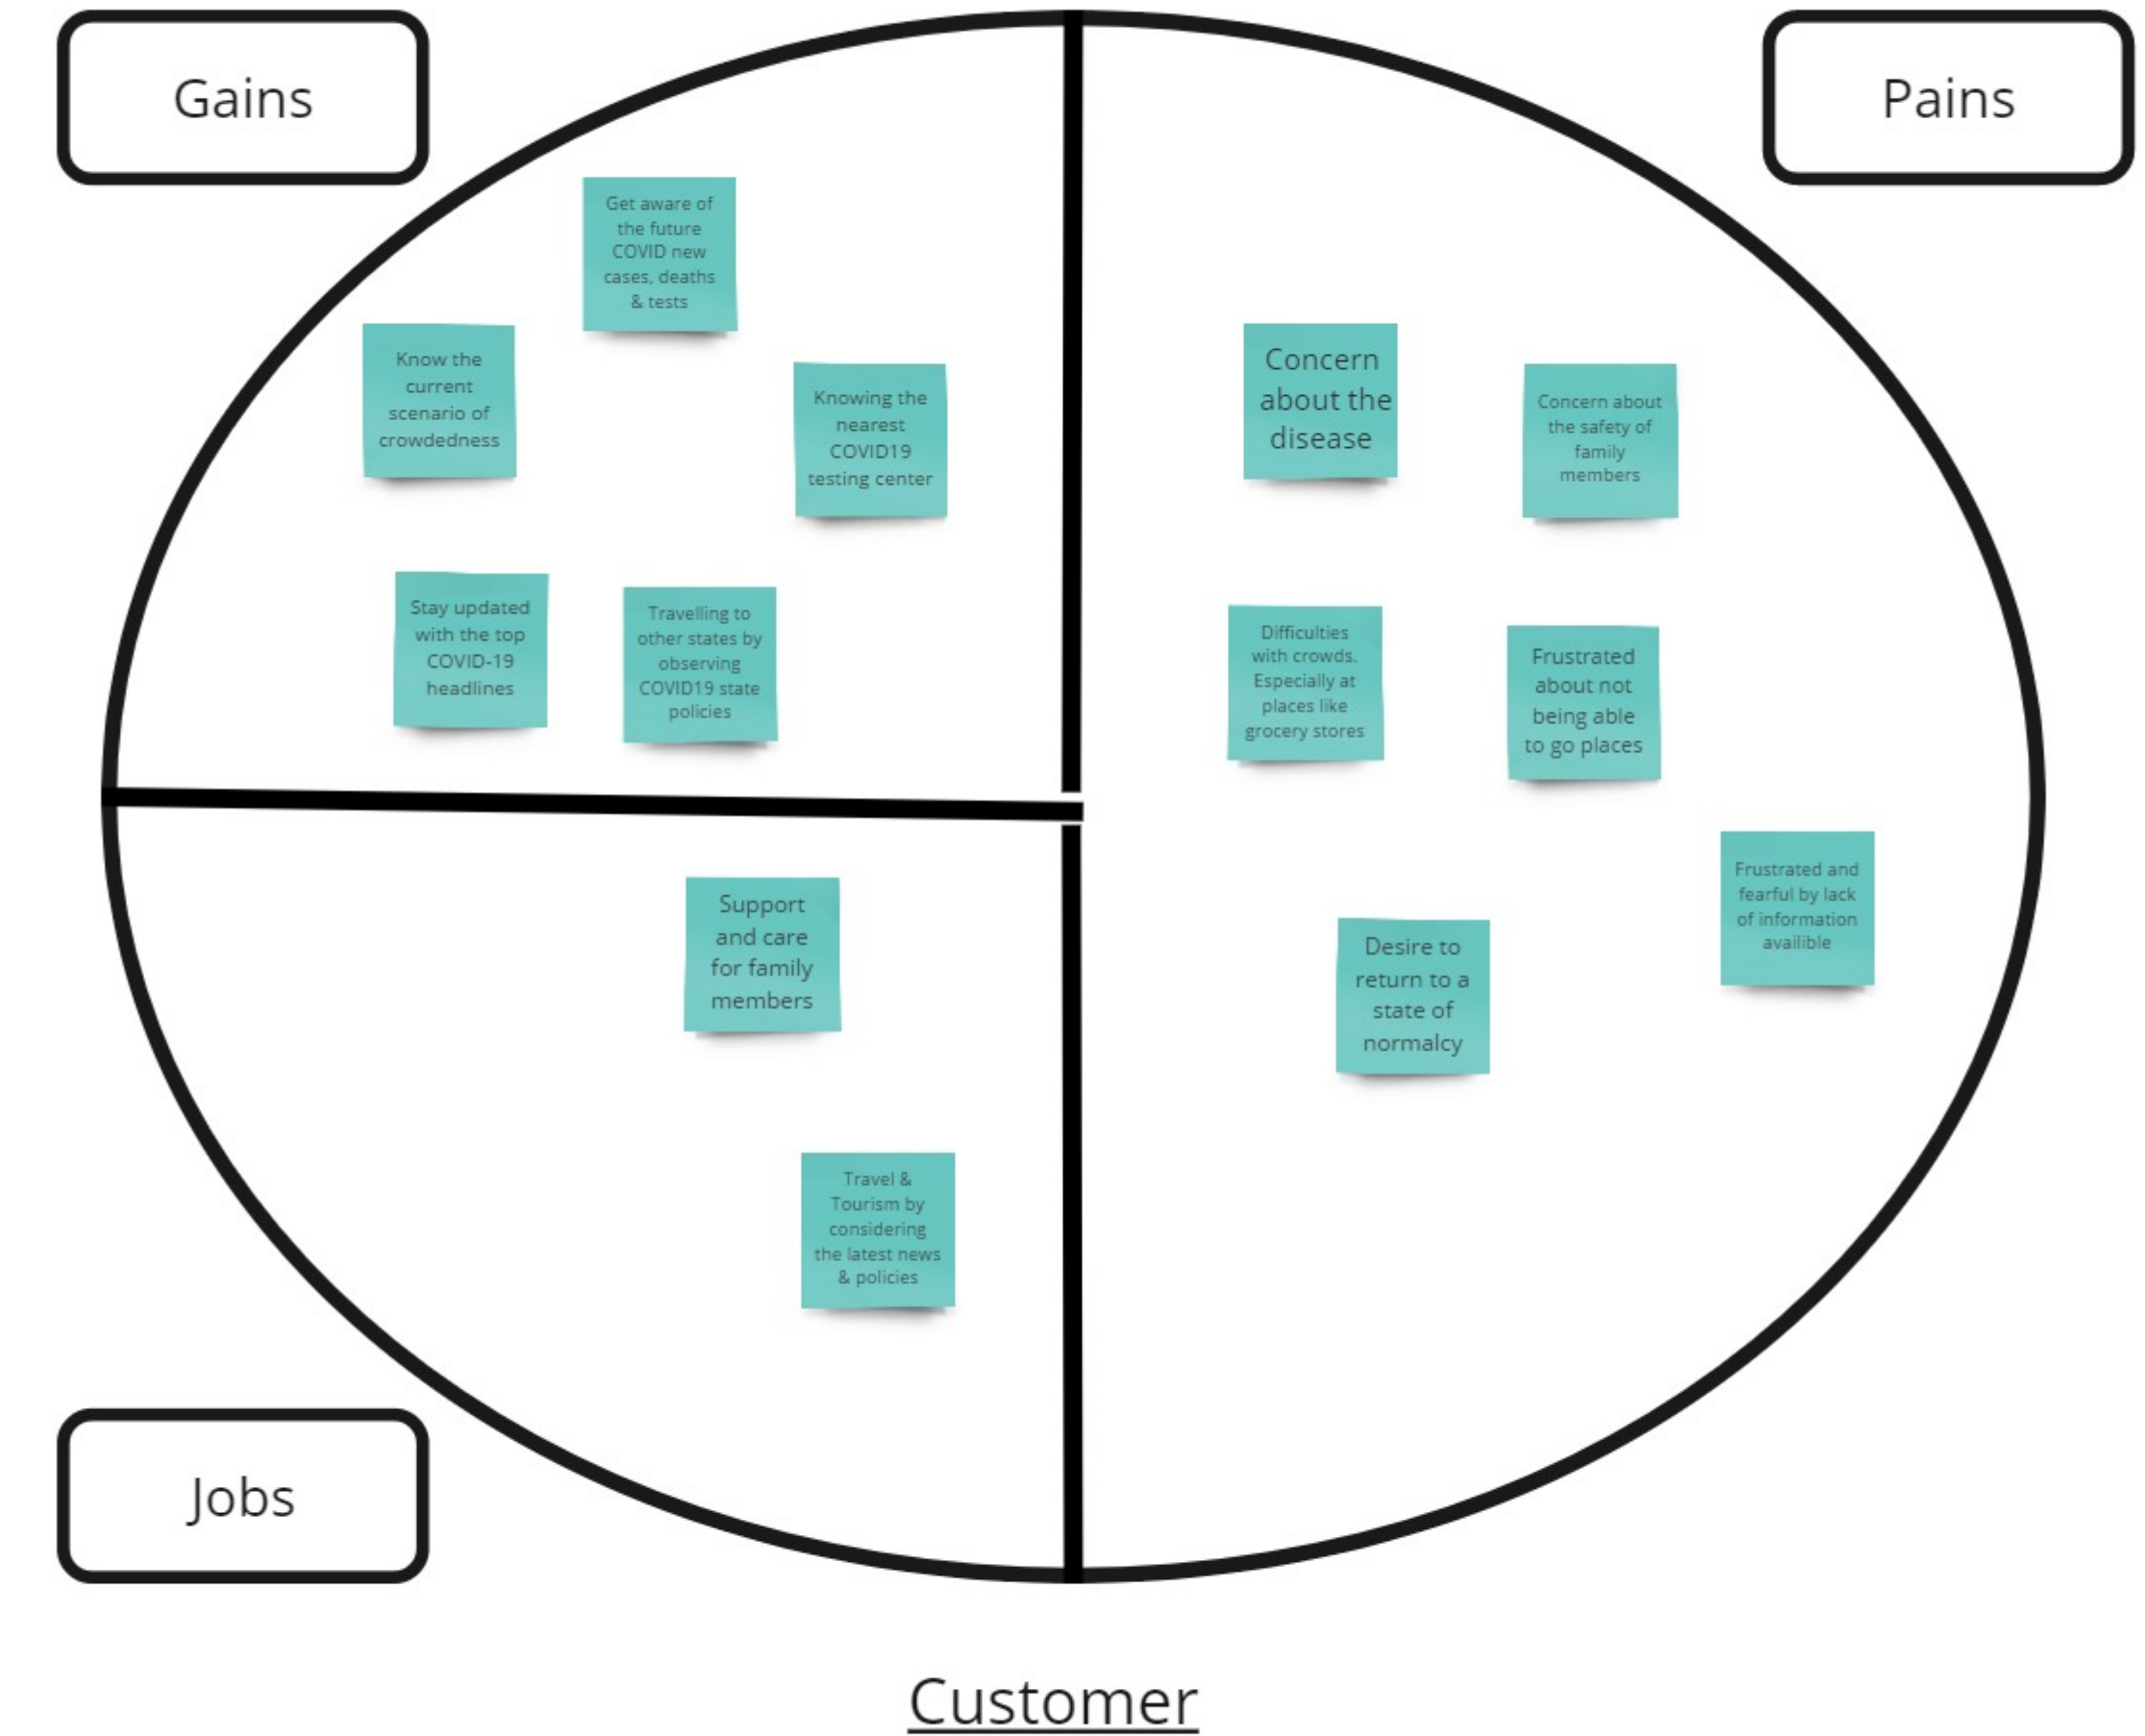 Gains
Pains
Get aware of
the future
COVID new
cases, deaths
& tests
Know the
current
scenario of
crowdedness
Knowing the
nearest
COVID19
testing center
Stay updated
with the top
COVID-19
headlines
Travelling to
other states by
observing
COVID19 state
policies
Concern
about the
disease
Concern about
the safety of
family
members
Difficulties
with crowds.
Especially at
places like
grocery stores
Frustrated
about not
being able
to go places
Frustrated and
fearful by lack
of information
availible
Desire to
return to a
state of
normalcy
Support
and care
for family
members
Travel &
Tourism by
considering
the latest news
& policies
Jobs
Customer